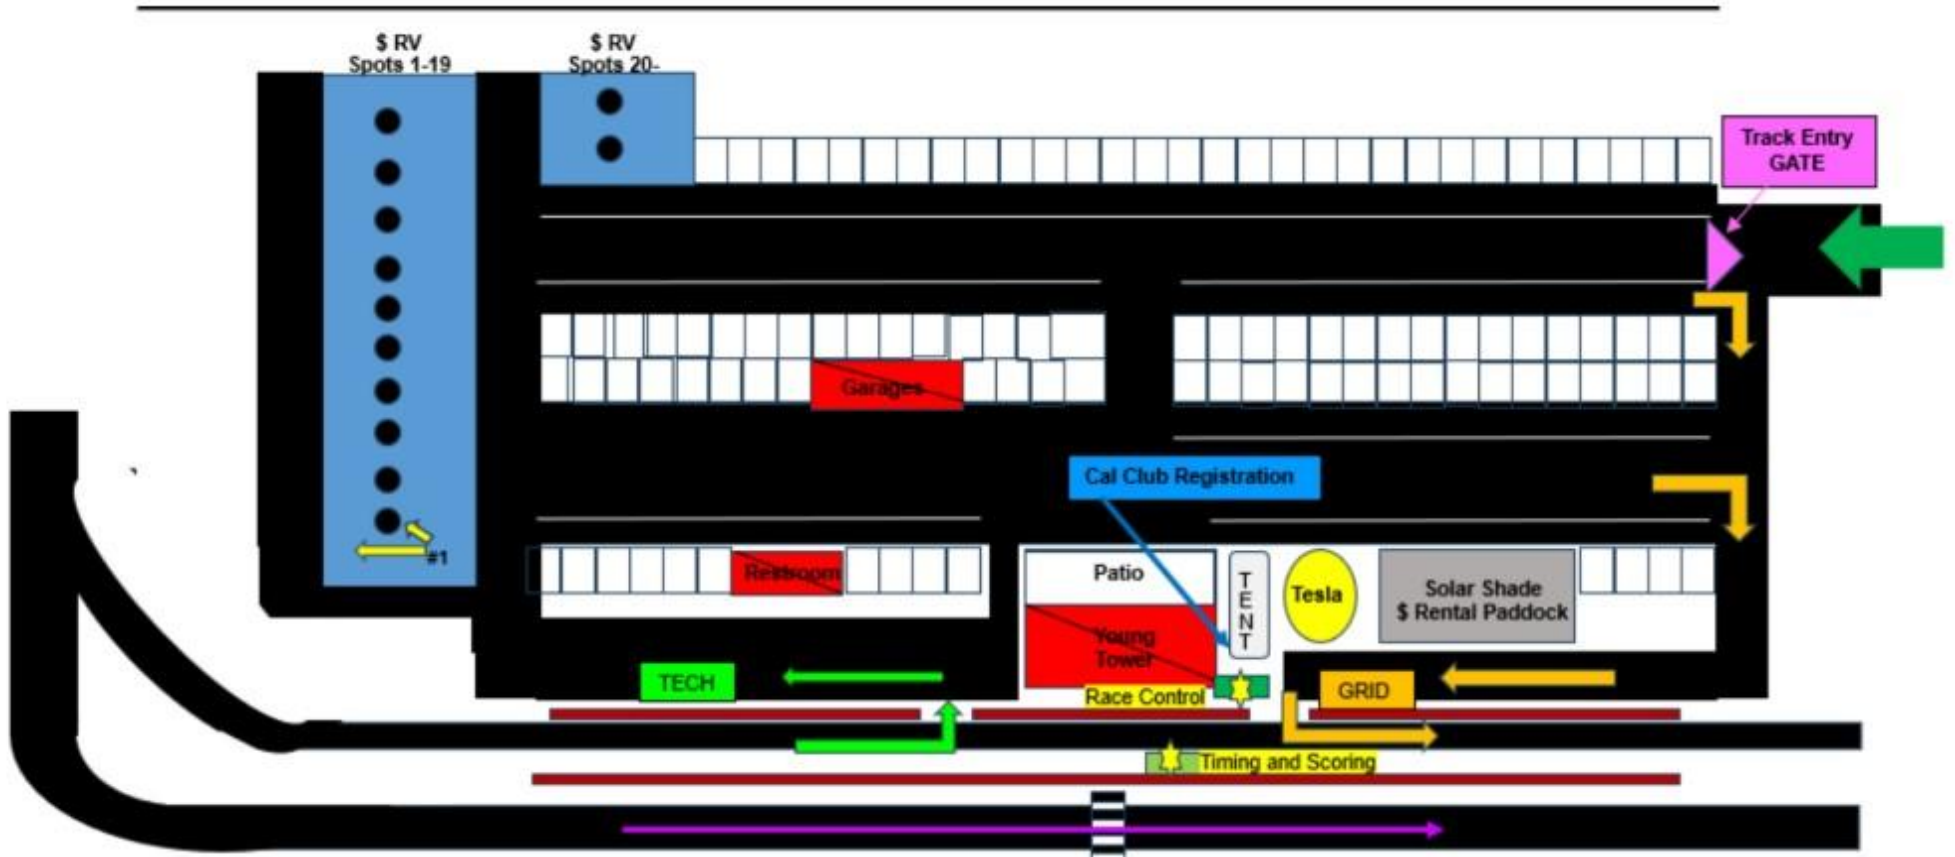 $ RV
Spots 1-19
$ RV
Spots 20-
Track Entry
GATE
Garages
Cal Club Registration
#1
Restroom
Patio
TENT
Tesla
Solar Shade
$ Rental Paddock
Young
Tower
TECH
GRID
Race Control
Timing and Scoring